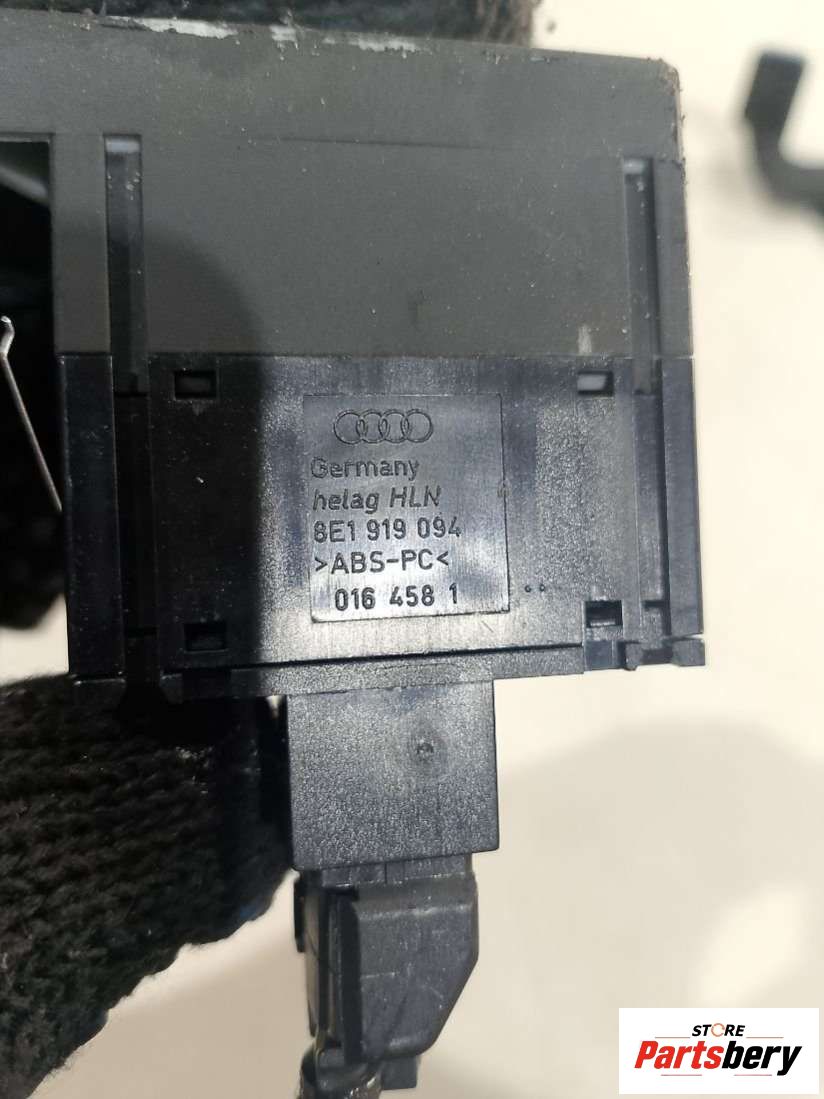 Germany
helag HLN
8E1 919 094
>ABS-PC<
016 458 1
STORE
Partsbery